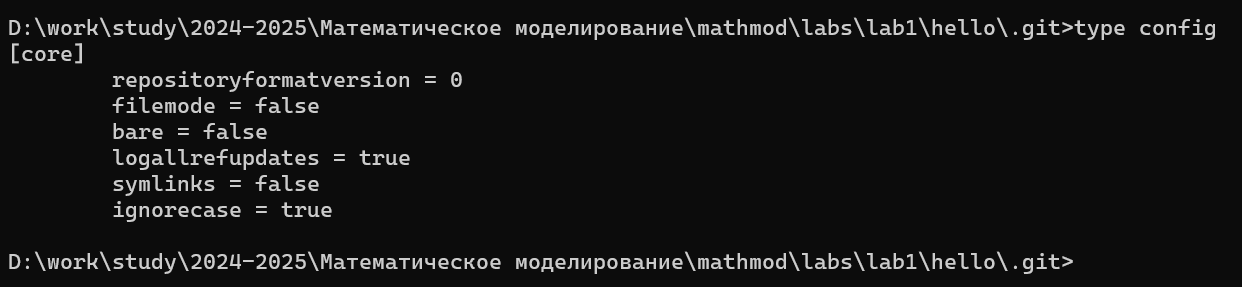 D:\work\study\2024-2025\Математическое моделирование\mathmod\labs\lab1\hello\.git>type config
[core]
        repositoryformatversion = 0
        filemode = false
        bare = false
        logallrefupdates = true
        symlinks = false
        ignorecase = true

D:\work\study\2024-2025\Математическое моделирование\mathmod\labs\lab1\hello\.git>